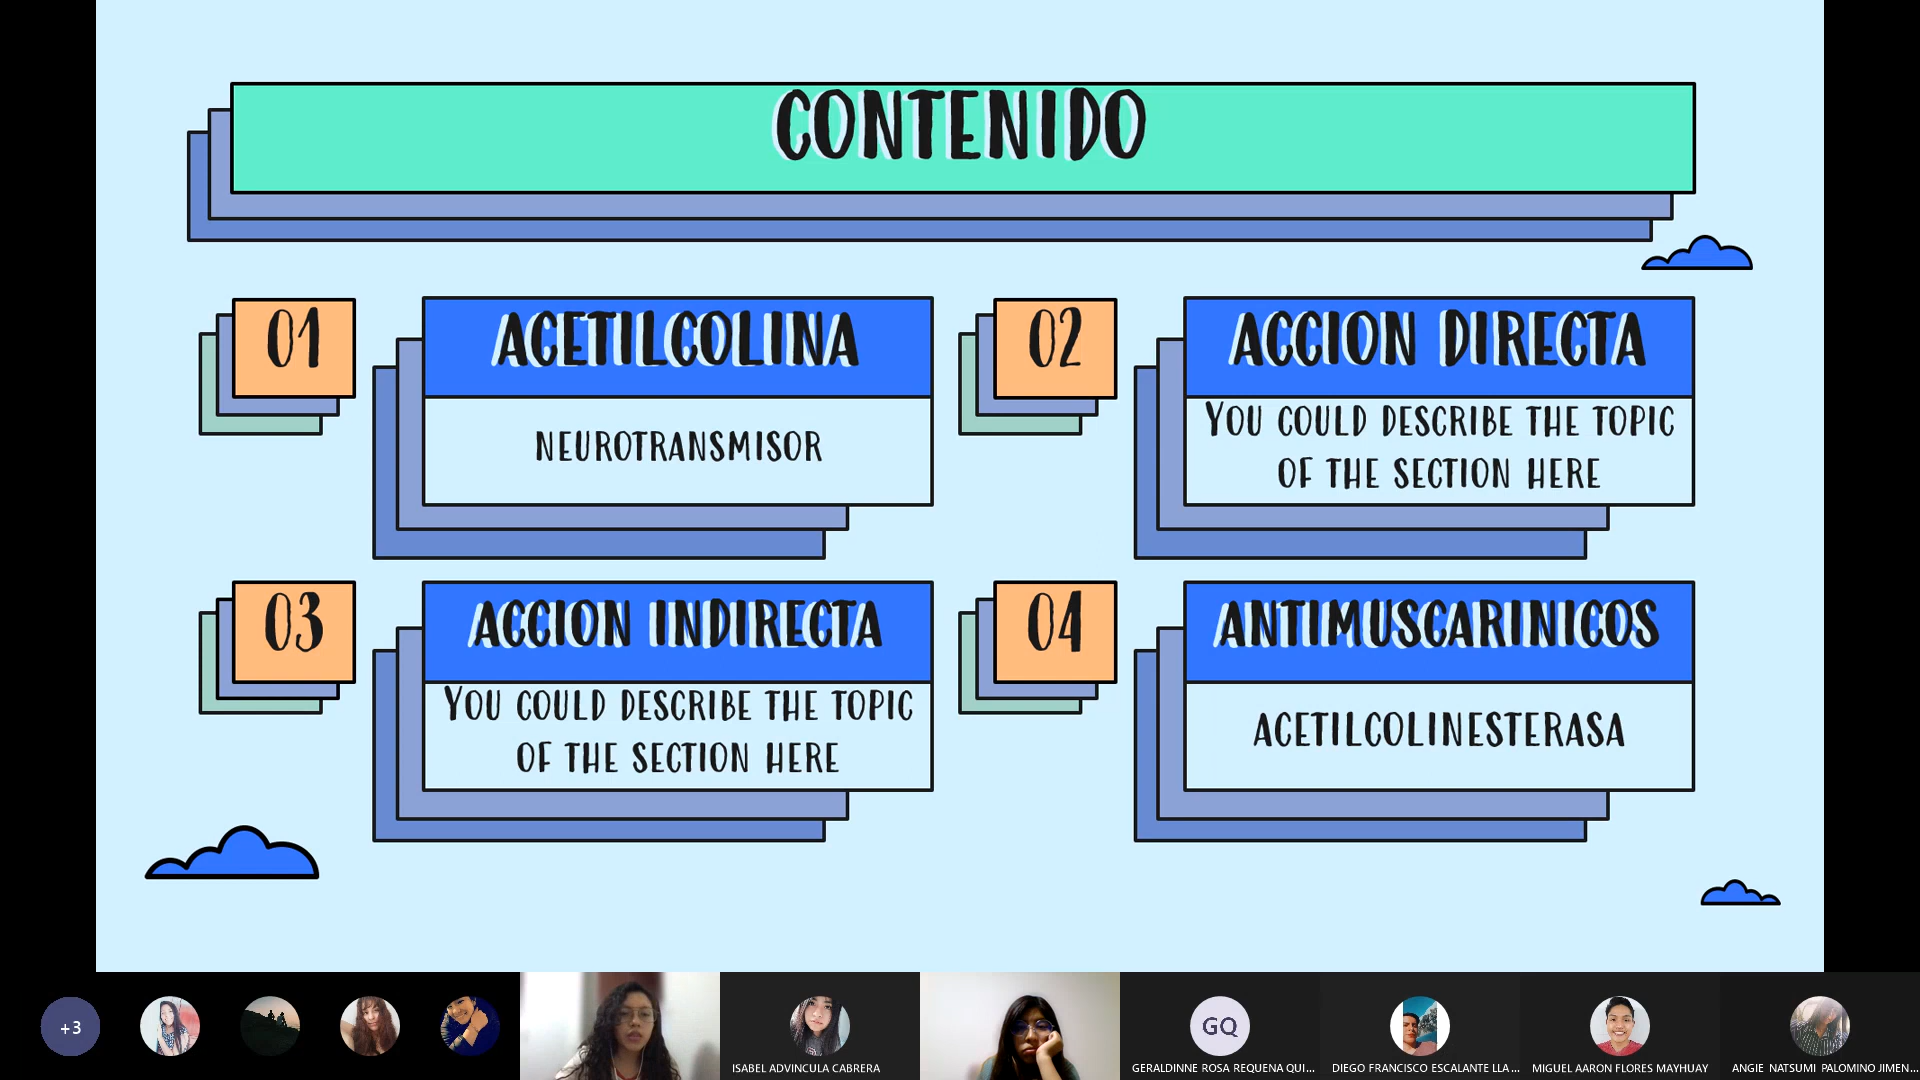 CONTENIDO
01
ACETILCOLINA
NEUROTRANSMISOR
02
ACCION DIRECTA
YOU COULD DESCRIBE THE TOPIC
OF THE SECTION HERE
03
ACCION INDIRECTA
YOU COULD DESCRIBE THE TOPIC
OF THE SECTION HERE
04
ANTIMUSCARINICOS
ACETILCOLINESTERASA
+3
GQ
ISABEL ADVINCULA CABRERA
GERALDINNE ROSA REQUENA QUI...
DIEGO FRANCISCO ESCALANTE LLA...
MIGUEL AARON FLORES MAYHUAY
ANGIE NATSUMI PALOMINO JIMEN...